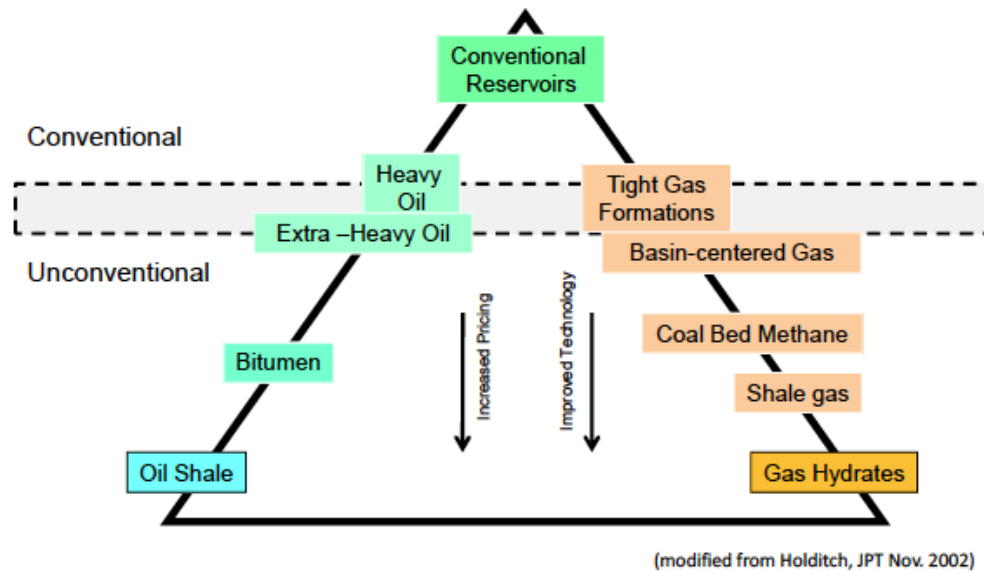 Conventional
Reservoirs
Conventional
Heavy
Oil
Tight Gas
Formations
Extra –Heavy Oil
Basin-centered Gas
Unconventional
Increased Pricing
Improved Technology
Coal Bed Methane
Bitumen
Shale gas
Oil Shale
Gas Hydrates
(modified from Holditch, JPT Nov. 2002)